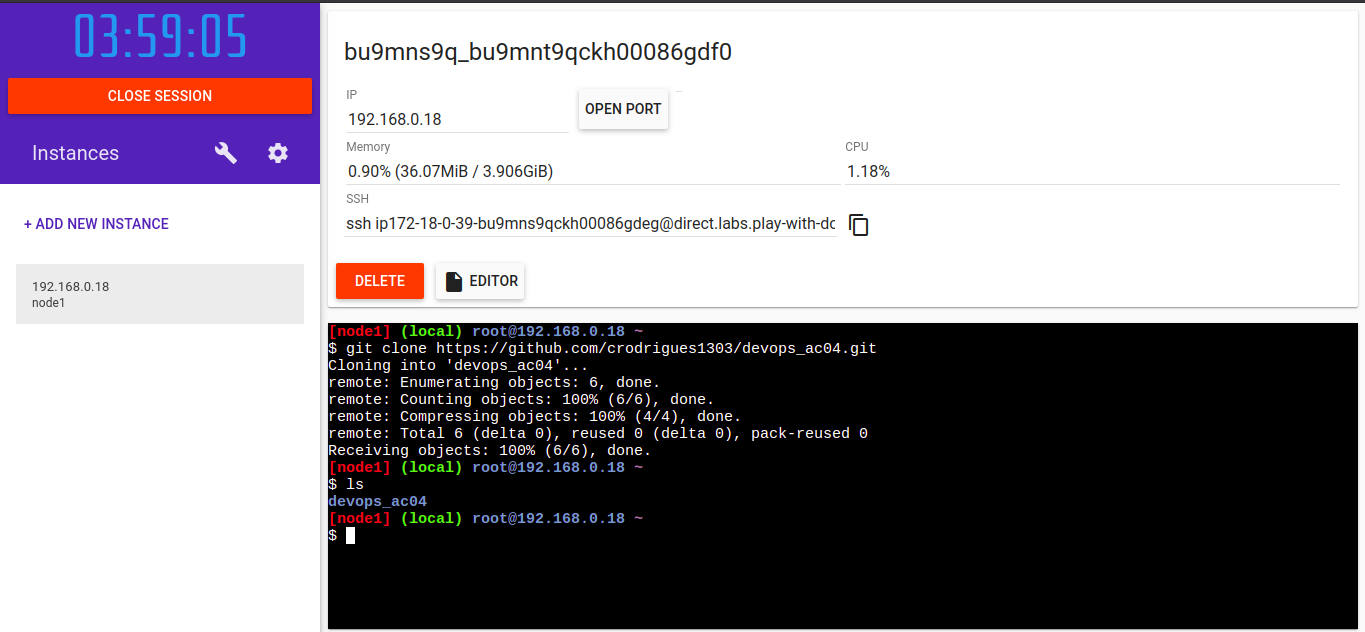 03:59:05
CLOSE SESSION
Instances
+ ADD NEW INSTANCE
192.168.0.18
node1
bu9mns9q_bu9mnt9qckh00086gdf0
IP
192.168.0.18
OPEN PORT
Memory
0.90% (36.07MiB / 3.906GiB)
CPU
1.18%
SSH
ssh ip172-18-0-39-bu9mns9qckh00086gdeg@direct.labs.play-with-dc
DELETE
EDITOR
[node1] (local) root@192.168.0.18 ~
$ git clone https://github.com/crodrigues1303/devops_ac04.git
Cloning into 'devops_ac04'...
remote: Enumerating objects: 6, done.
remote: Counting objects: 100% (6/6), done.
remote: Compressing objects: 100% (4/4), done.
remote: Total 6 (delta 0), reused 0 (delta 0), pack-reused 0
Receiving objects: 100% (6/6), done.
[node1] (local) root@192.168.0.18 ~
$ ls
devops_ac04
[node1] (local) root@192.168.0.18 ~
$